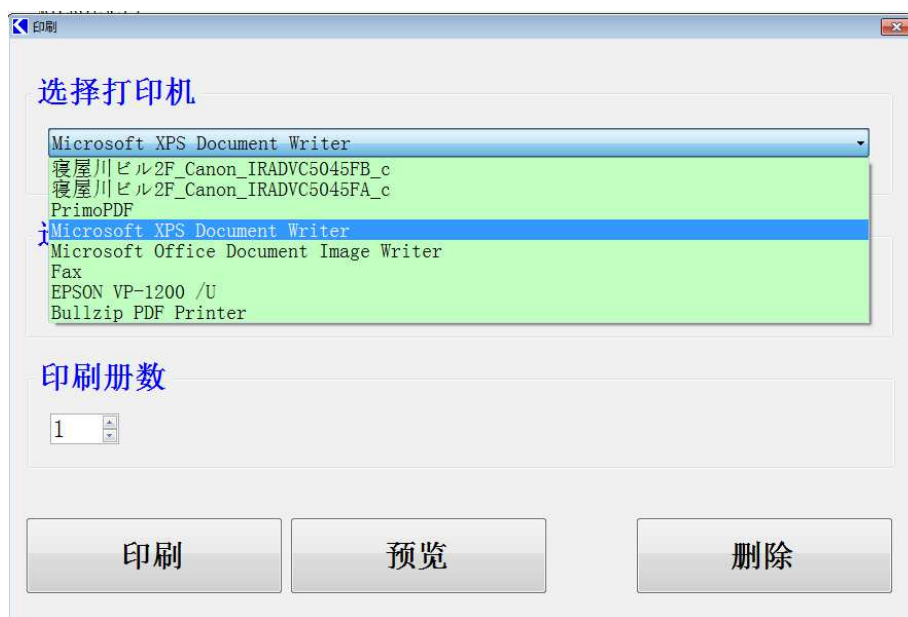 印刷
选择打印机
Microsoft XPS Document Writer
寝屋川ビル2F_Canon_IRADVC5045FB_c
寝屋川ビル2F_Canon_IRADVC5045FA_c
PrimoPDF
Microsoft XPS Document Writer
Microsoft Office Document Image Writer
Fax
EPSON VP-1200 /U
Bullzip PDF Printer
印刷册数
1
印刷 预览 删除